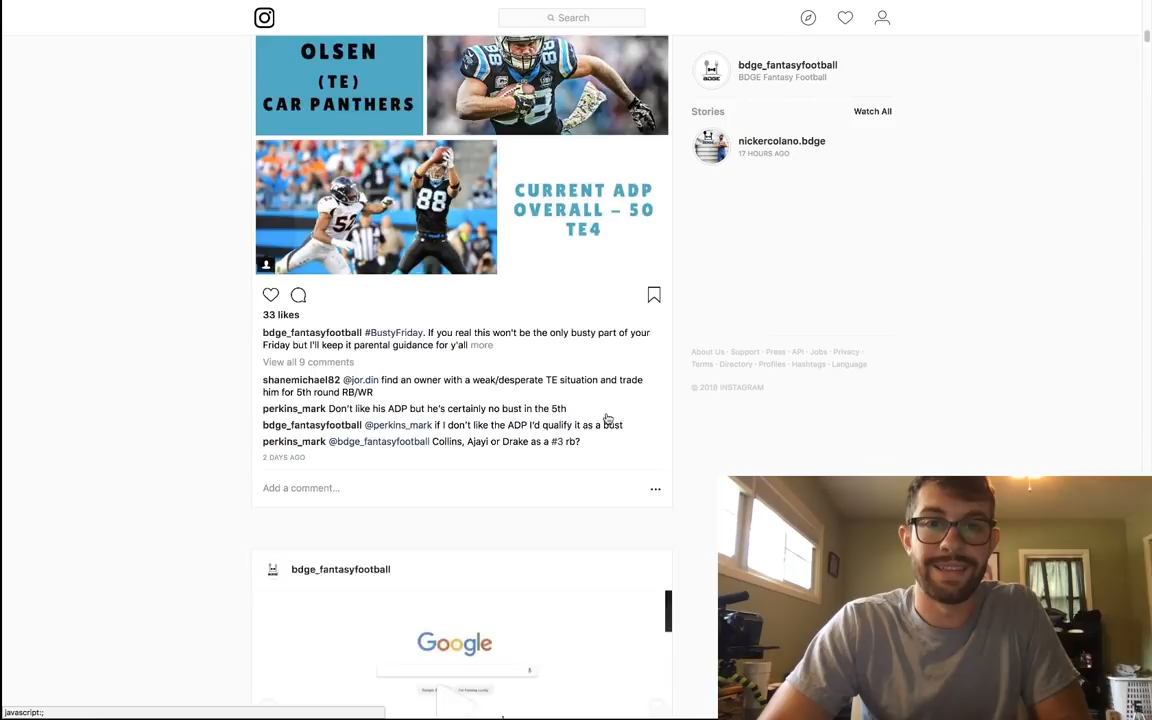 Search
OLSEN
(TE)
CAR PANTHERS
98
88
88
52
CURRENT ADP
OVERALL – 50
TE4
33 likes
bdge_fantasyfootball #BustyFriday. If you real this won't be the only busty part of your
Friday but I'll keep it parental guidance for y'all more
View all 9 comments
shanemichael82 @jor.din find an owner with a weak/desperate TE situation and trade
him for 5th round RB/WR
perkins_mark Don't like his ADP but he's certainly no bust in the 5th
bdge_fantasyfootball @perkins_mark if I don't like the ADP I'd qualify it as a bust
perkins_mark @bdge_fantasyfootball Collins, Ajayi or Drake as a #3 rb?
2 DAYS AGO
Add a comment...
bdge_fantasyfootball
Google
bdge_fantasyfootball
BDGE Fantasy Football
Stories
Watch All
nickercolano.bdge
17 HOURS AGO
About Us · Support · Press · API · Jobs · Privacy ·
Terms · Directory · Profiles · Hashtags · Language
© 2018 INSTAGRAM
javascript:;